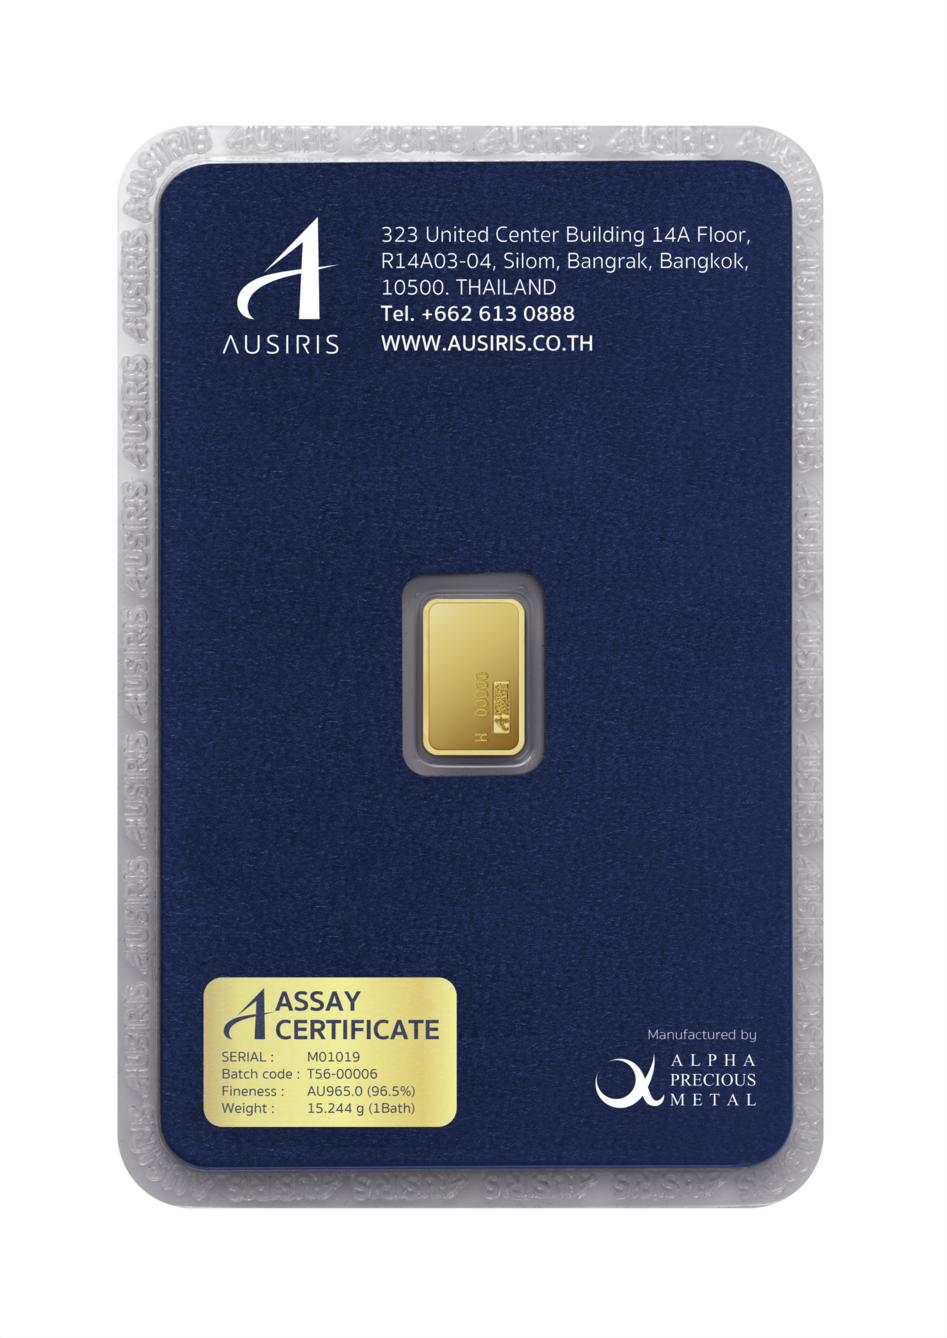 AUSIRIS
323 United Center Building 14A Floor,
R14A03-04, Silom, Bangrak, Bangkok,
10500. THAILAND
Tel. +662 613 0888
WWW.AUSIRIS.CO.TH
H 00000
ASSAY
CERTIFICATE
SERIAL : M01019
Batch code : T56-00006
Fineness : AU965.0 (96.5%)
Weight : 15.244 g (1Bath)
Manufactured by
ALPHA
PRECIOUS
METAL